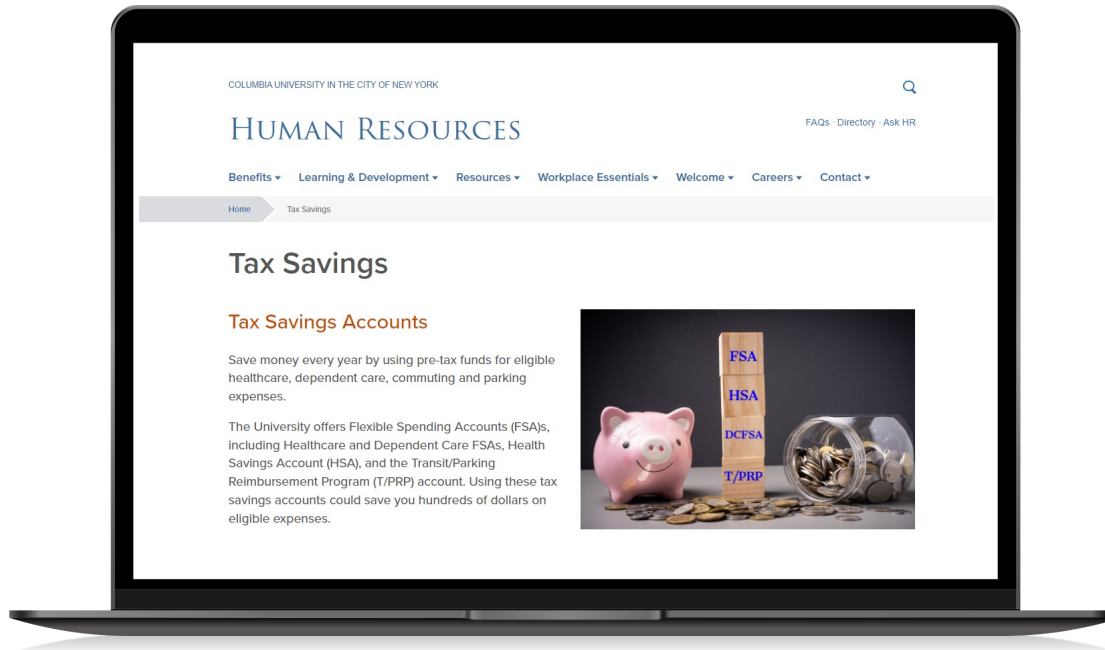 COLUMBIA UNIVERSITY IN THE CITY OF NEW YORK
HUMAN RESOURCES
FAQs · Directory · Ask HR
Benefits Learning & Development Resources Workplace Essentials Welcome Careers Contact
Home Tax Savings
Tax Savings
Tax Savings Accounts
Save money every year by using pre-tax funds for eligible
healthcare, dependent care, commuting and parking
expenses.
The University offers Flexible Spending Accounts (FSA)s,
including Healthcare and Dependent Care FSAs, Health
Savings Account (HSA), and the Transit/Parking
Reimbursement Program (T/PRP) account. Using these tax
savings accounts could save you hundreds of dollars on
eligible expenses.
FSA
HSA
DCFSA
T/PRP